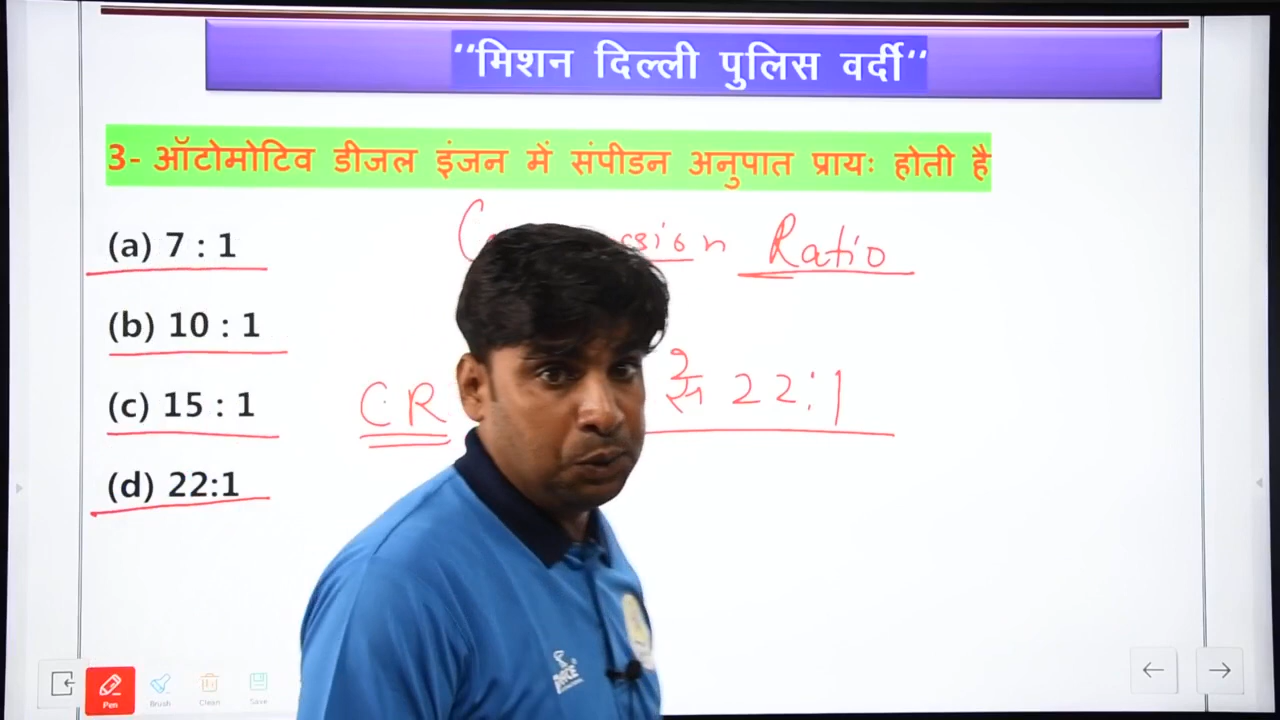 “मिशन दिल्ली पुलिस वर्दी“
3- ऑटोमोटिव डीजल इंजन में संपीडन अनुपात प्रायः होती है
Ratio
(a) 7 : 1
(b) 10 : 1
(c) 15 : 1
CR से 22:1
(d) 22:1
Pen Brush Clean Save